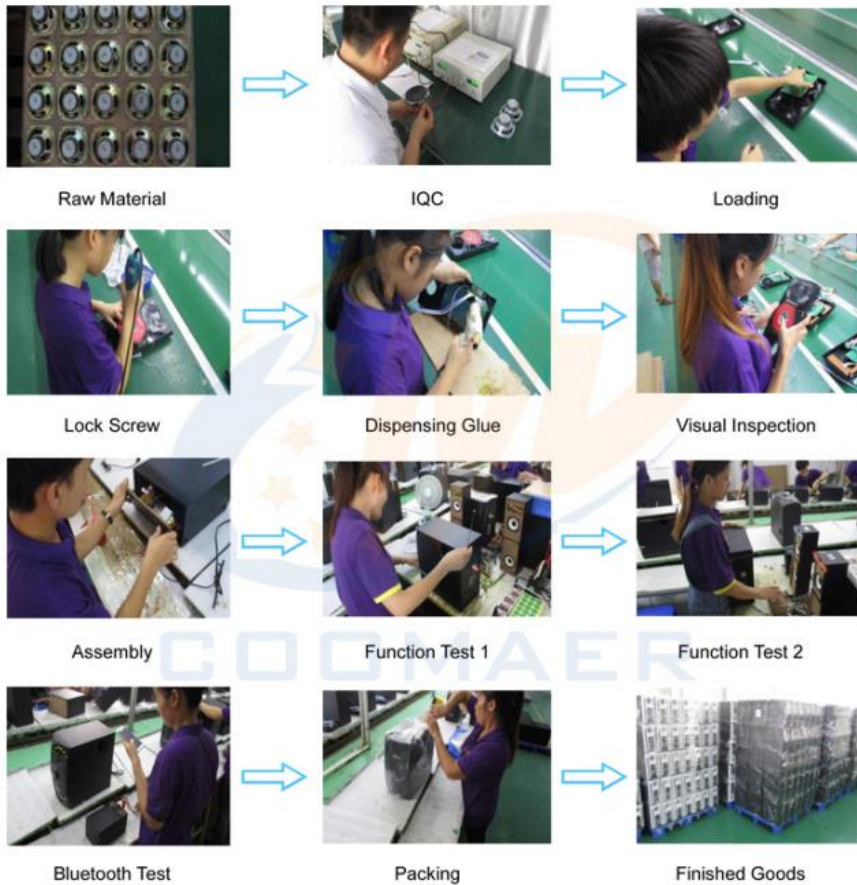 Raw Material
IQC
Loading
Lock Screw
Dispensing Glue
Visual Inspection
Assembly
Function Test 1
Function Test 2
COOMAER
Bluetooth Test
Packing
Finished Goods